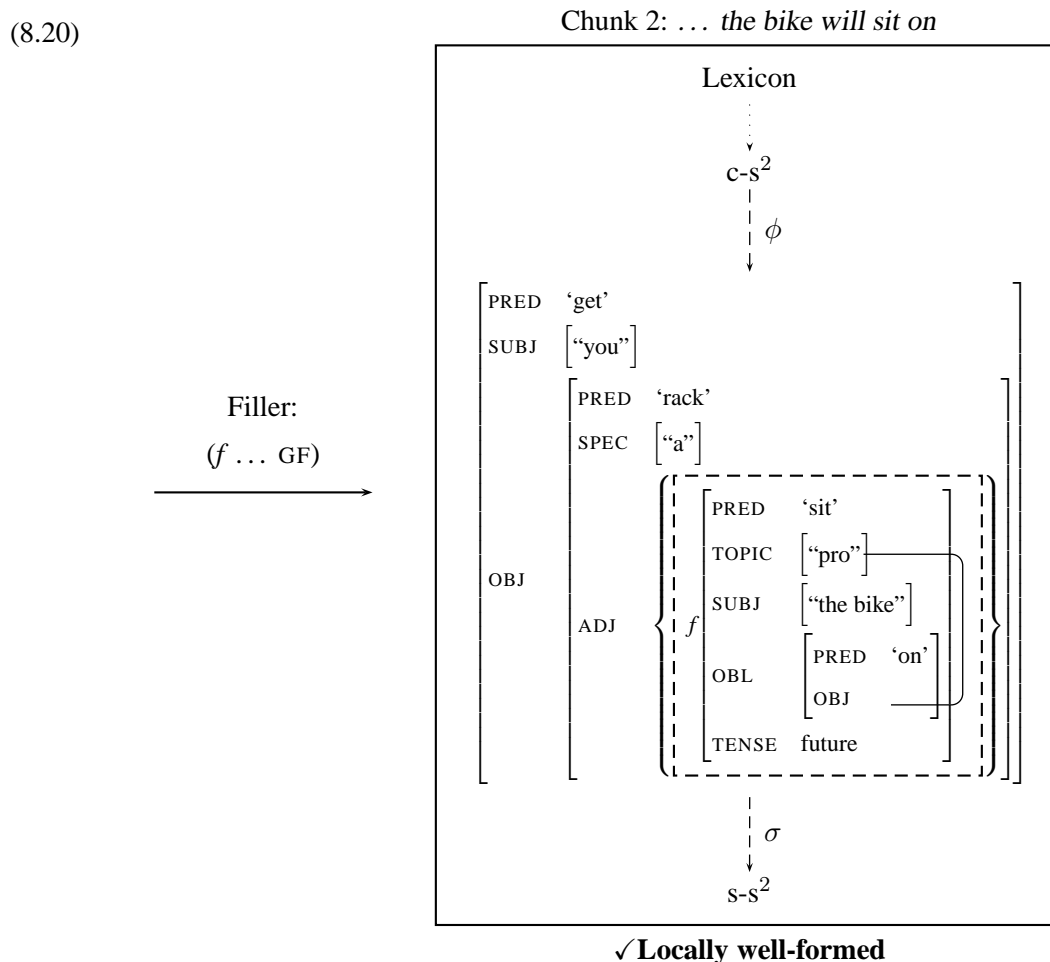 (8.20)
Chunk 2: … the bike will sit on
Lexicon
c-s²
ϕ
PRED ‘get’
SUBJ [“you”]
PRED ‘rack’
Filler:
SPEC [“a”]
(f … GF)
PRED ‘sit’
TOPIC [“pro”]
OBJ
SUBJ [“the bike”]
ADJ
f
PRED ‘on’
OBL
OBJ
TENSE future
σ
s-s²
✓Locally well-formed